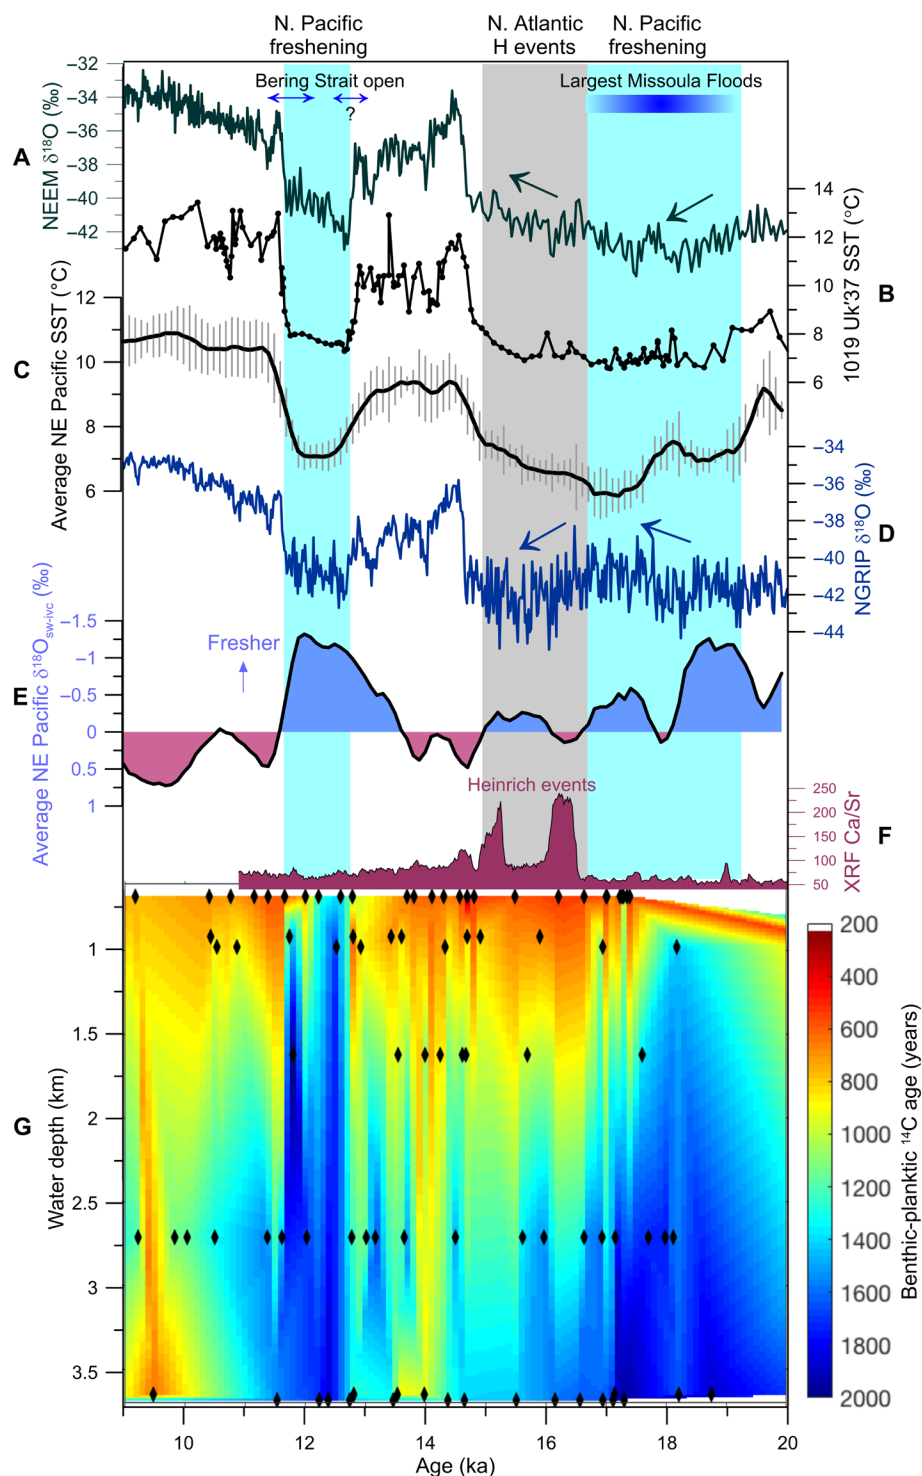 N. Pacific
freshening
N. Atlantic
H events
N. Pacific
freshening
Bering Strait open
?
Largest Missoula Floods
A
NEEM δ¹⁸O (‰)
−32
−34
−36
−38
−40
−42
B
1019 Uk'37 SST (°C)
14
12
10
8
6
C
Average NE Pacific SST (°C)
12
10
8
6
D
NGRIP δ¹⁸O (‰)
−34
−36
−38
−40
−42
−44
E
Average NE Pacific δ¹⁸Osw-ivc (‰)
−1.5
−1
−0.5
0
0.5
1
Fresher
Heinrich events
F
XRF Ca/Sr
250
200
150
100
50
G
Water depth (km)
1
1.5
2
2.5
3
3.5
10
12
14
16
18
20
Age (ka)
200
400
600
800
1000
1200
1400
1600
1800
2000
Benthic-planktic ¹⁴C age (years)